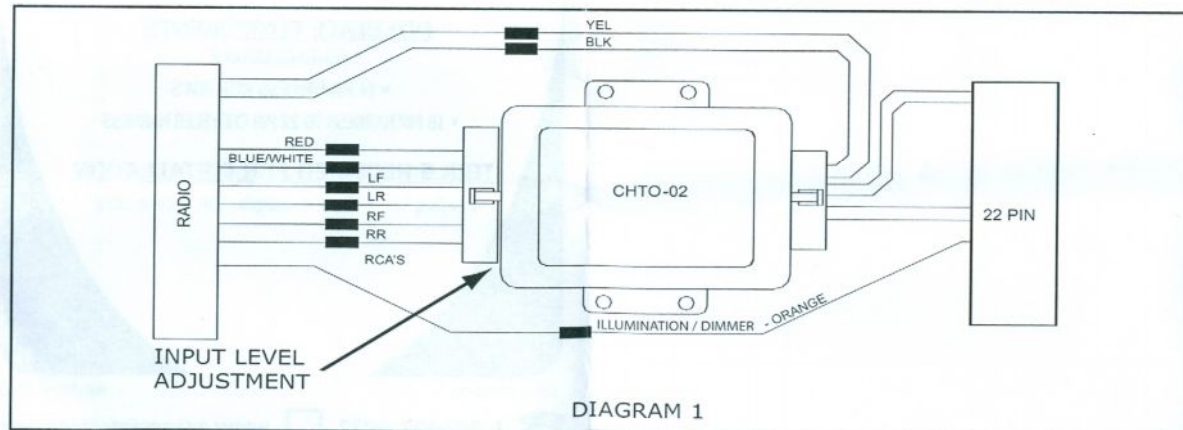 YEL
BLK
RED
BLUE/WHITE
LF
LR
RF
RR
RCA'S
RADIO
CHTO-02
22 PIN
ILLUMINATION / DIMMER - ORANGE
INPUT LEVEL
ADJUSTMENT
DIAGRAM 1